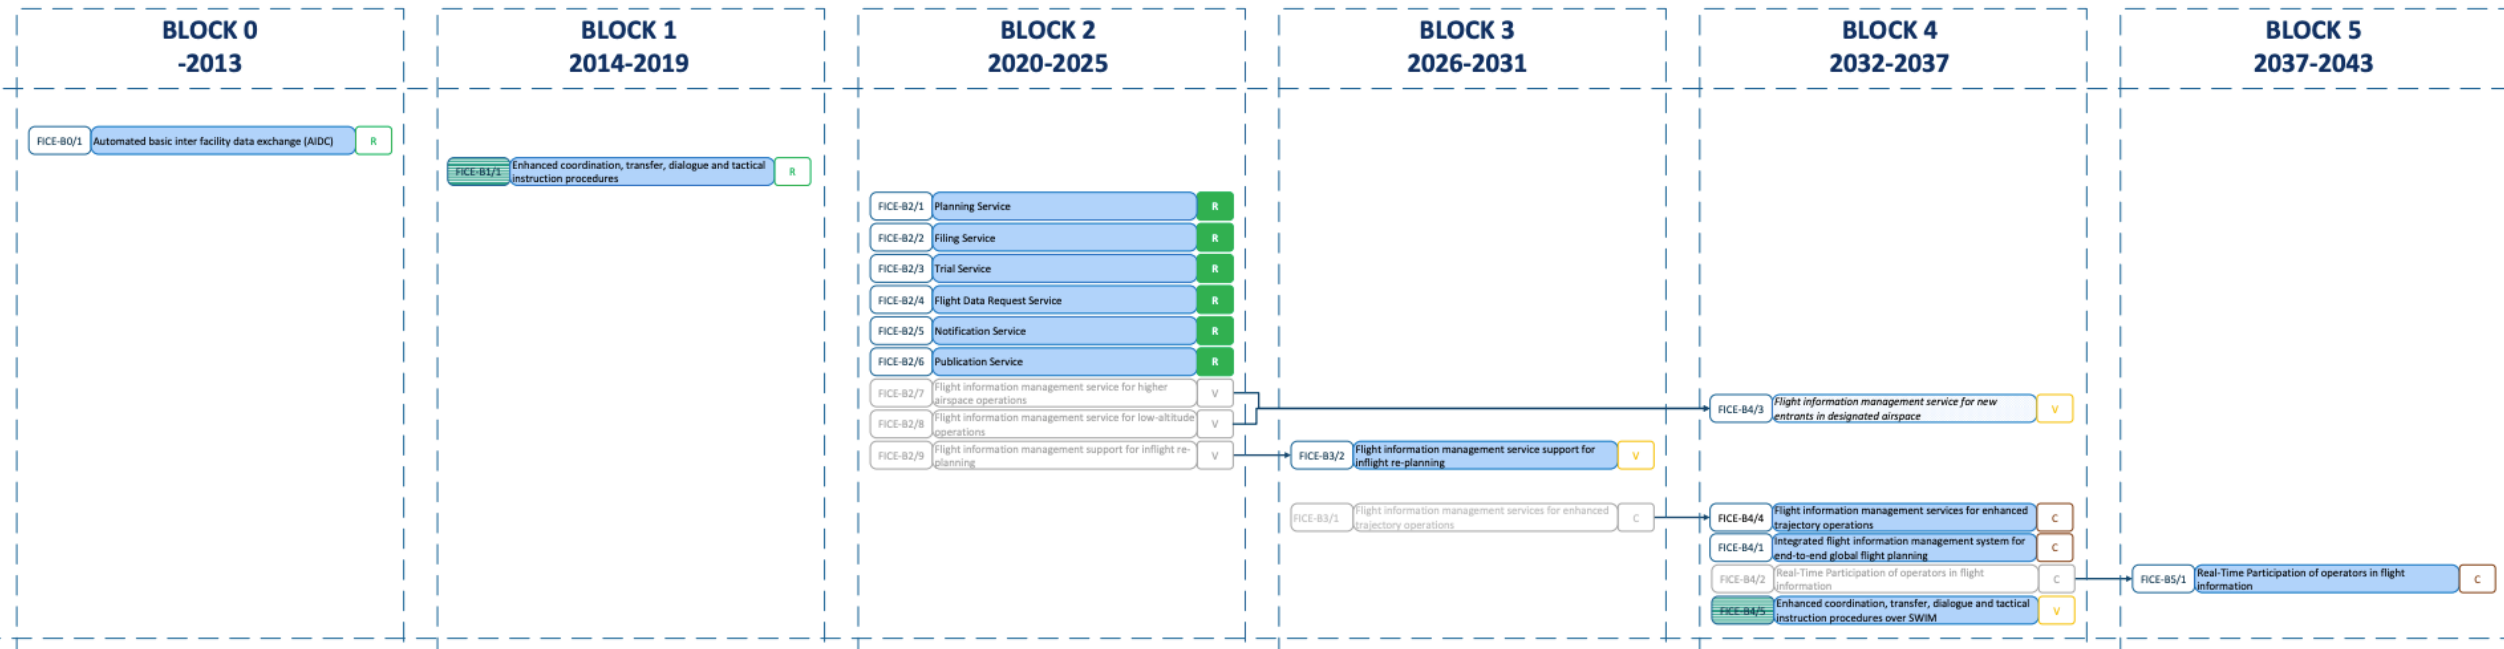 BLOCK 0
-2013
BLOCK 1
2014-2019
BLOCK 2
2020-2025
BLOCK 3
2026-2031
BLOCK 4
2032-2037
BLOCK 5
2037-2043
FICE-B0/1
Automated basic inter facility data exchange (AIDC)
R
FICE-B1/1
Enhanced coordination, transfer, dialogue and tactical
instruction procedures
R
FICE-B2/1
Planning Service
R
FICE-B2/2
Filing Service
R
FICE-B2/3
Trial Service
R
FICE-B2/4
Flight Data Request Service
R
FICE-B2/5
Notification Service
R
FICE-B2/6
Publication Service
R
FICE-B2/7
Flight information management service for higher
airspace operations
V
FICE-B2/8
Flight information management service for low-altitude
operations
V
FICE-B2/9
Flight information management support for inflight re-
planning
V
FICE-B3/2
Flight information management service support for
inflight re-planning
V
FICE-B3/1
Flight information management services for enhanced
trajectory operations
C
FICE-B4/3
Flight information management service for new
entrants in designated airspace
V
FICE-B4/4
Flight information management services for enhanced
trajectory operations
C
FICE-B4/1
Integrated flight information management system for
end-to-end global flight planning
C
FICE-B4/2
Real-Time Participation of operators in flight
information
C
FICE-B4/5
Enhanced coordination, transfer, dialogue and tactical
instruction procedures over SWIM
V
FICE-B5/1
Real-Time Participation of operators in flight
information
C